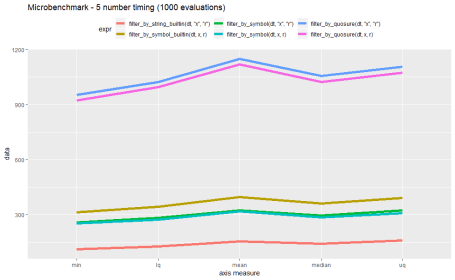 Microbenchmark - 5 number timing (1000 evaluations)
expr
filter_by_string_builtin(dt, "x", "r")
filter_by_symbol(dt, "x", "r")
filter_by_quosure(dt, "x", "r")
filter_by_symbol_builtin(dt, x, r)
filter_by_symbol(dt, x, r)
filter_by_quosure(dt, x, r)
1200
900
600
300
data
min
lq
mean
median
uq
axis measure